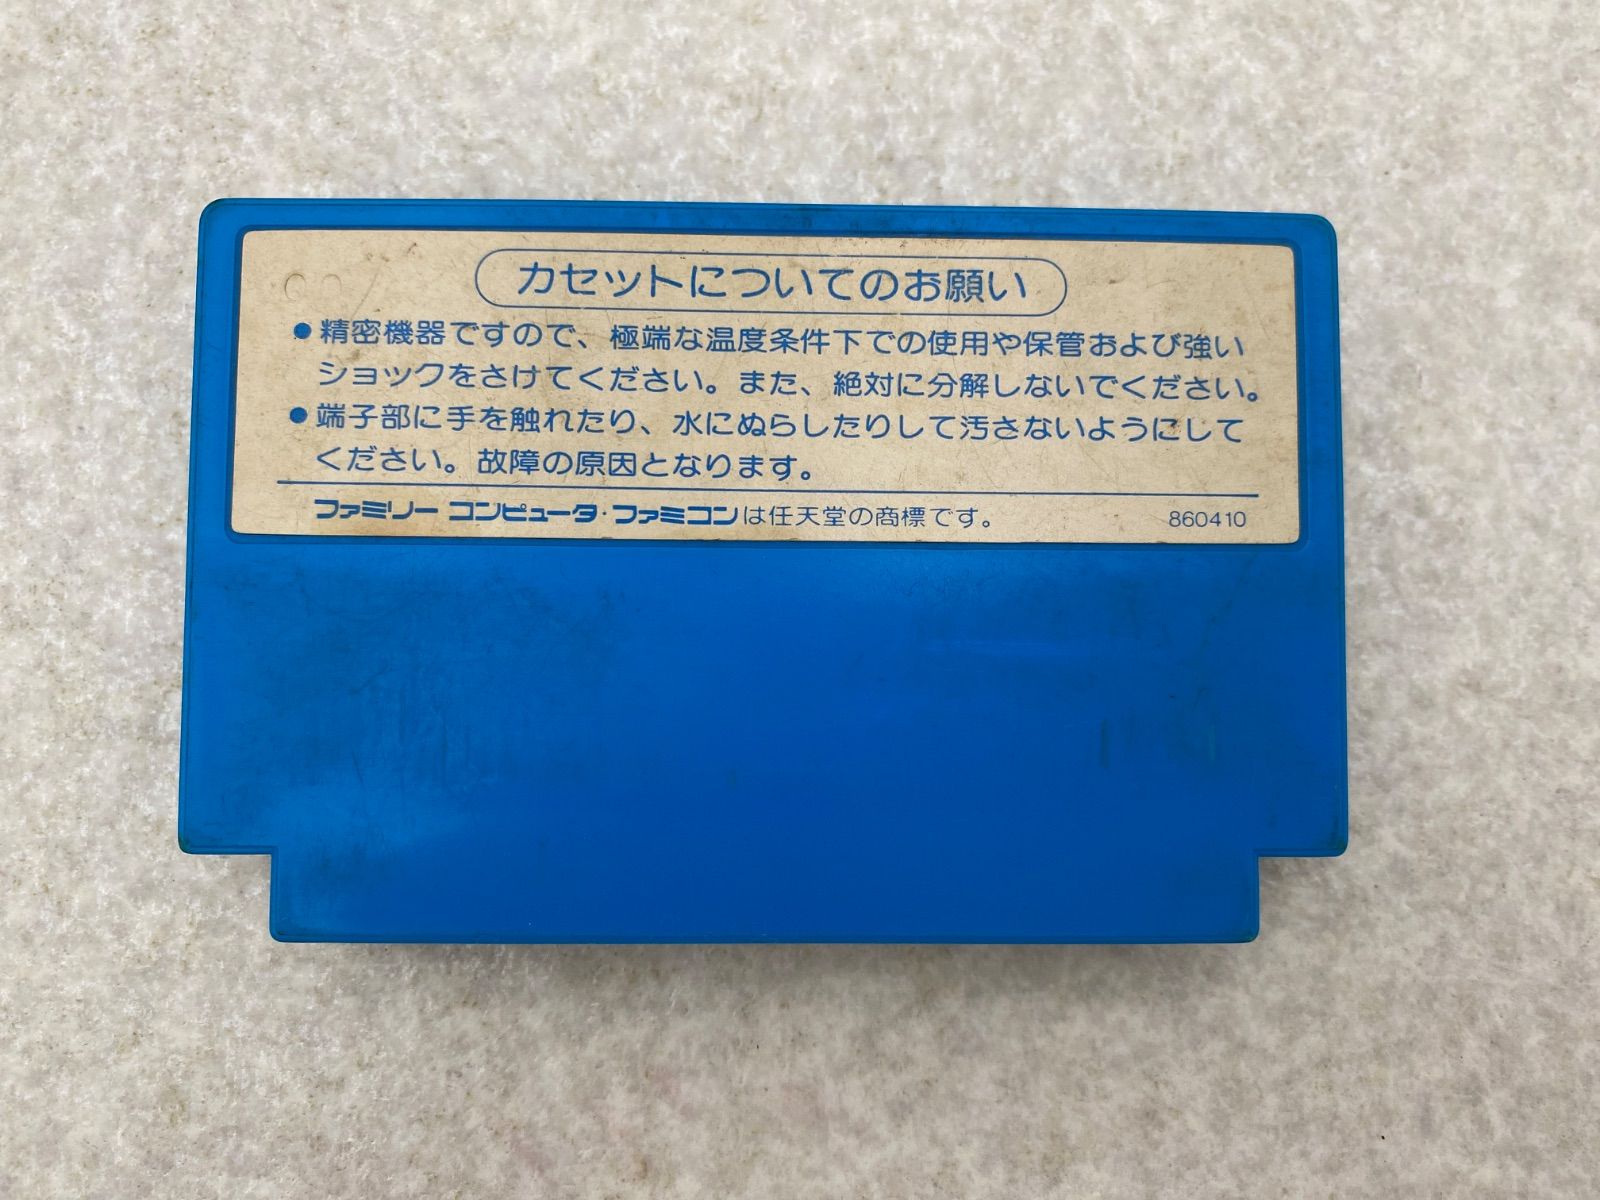 カセットについてのお願い
●精密機器ですので、極端な温度条件下での使用や保管および強い
ショックをさけてください。また、絶対に分解しないでください。
●端子部に手を触れたり、水にぬらしたりして汚さないようにして
ください。故障の原因となります。
ファミリー コンピュータ・ファミコンは任天堂の商標です。 860410